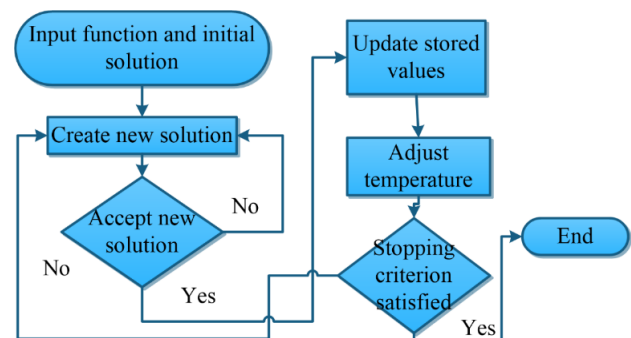 Input function and initial
solution
Create new solution
Accept new
solution
No
No
Yes
Update stored
values
Adjust
temperature
Stopping
criterion
satisfied
Yes
End